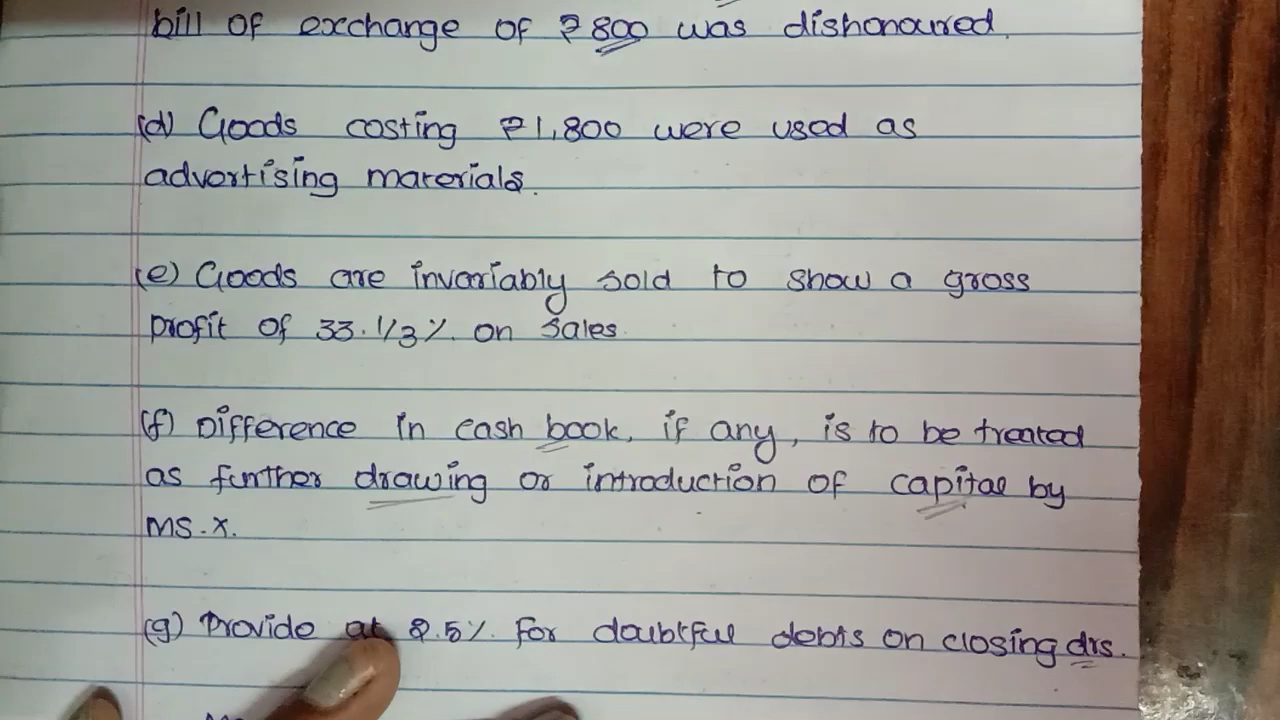 bill of exchange of ₹800 was dishonoured.
(d) Goods costing ₹1,800 were used as
advertising materials.
(e) Goods are invariably sold to show a gross
profit of 33.1/3% on sales
(f) Difference in cash book, if any, is to be treated
as further drawing or introduction of capital by
MS.X.
(g) Provide at 2.5% for doubtful debts on closing drs.